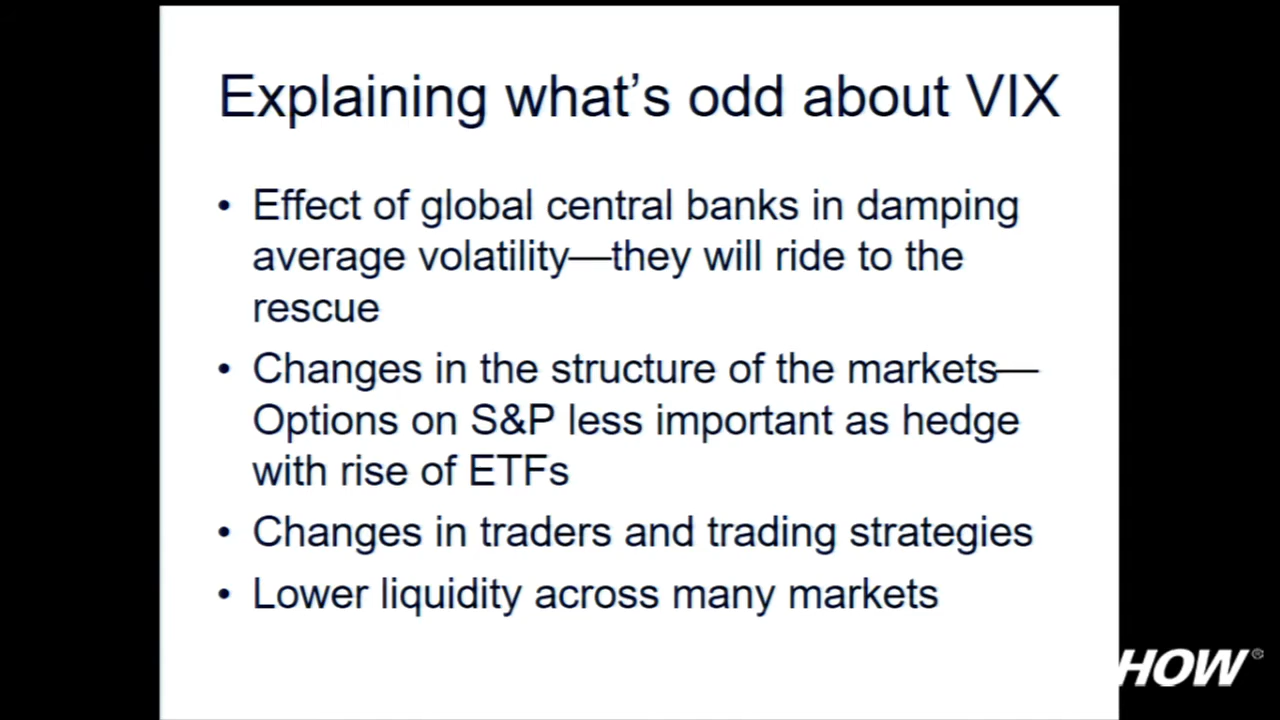 Explaining what's odd about VIX
• Effect of global central banks in damping
average volatility—they will ride to the
rescue
• Changes in the structure of the markets—
Options on S&P less important as hedge
with rise of ETFs
• Changes in traders and trading strategies
• Lower liquidity across many markets
HOW®